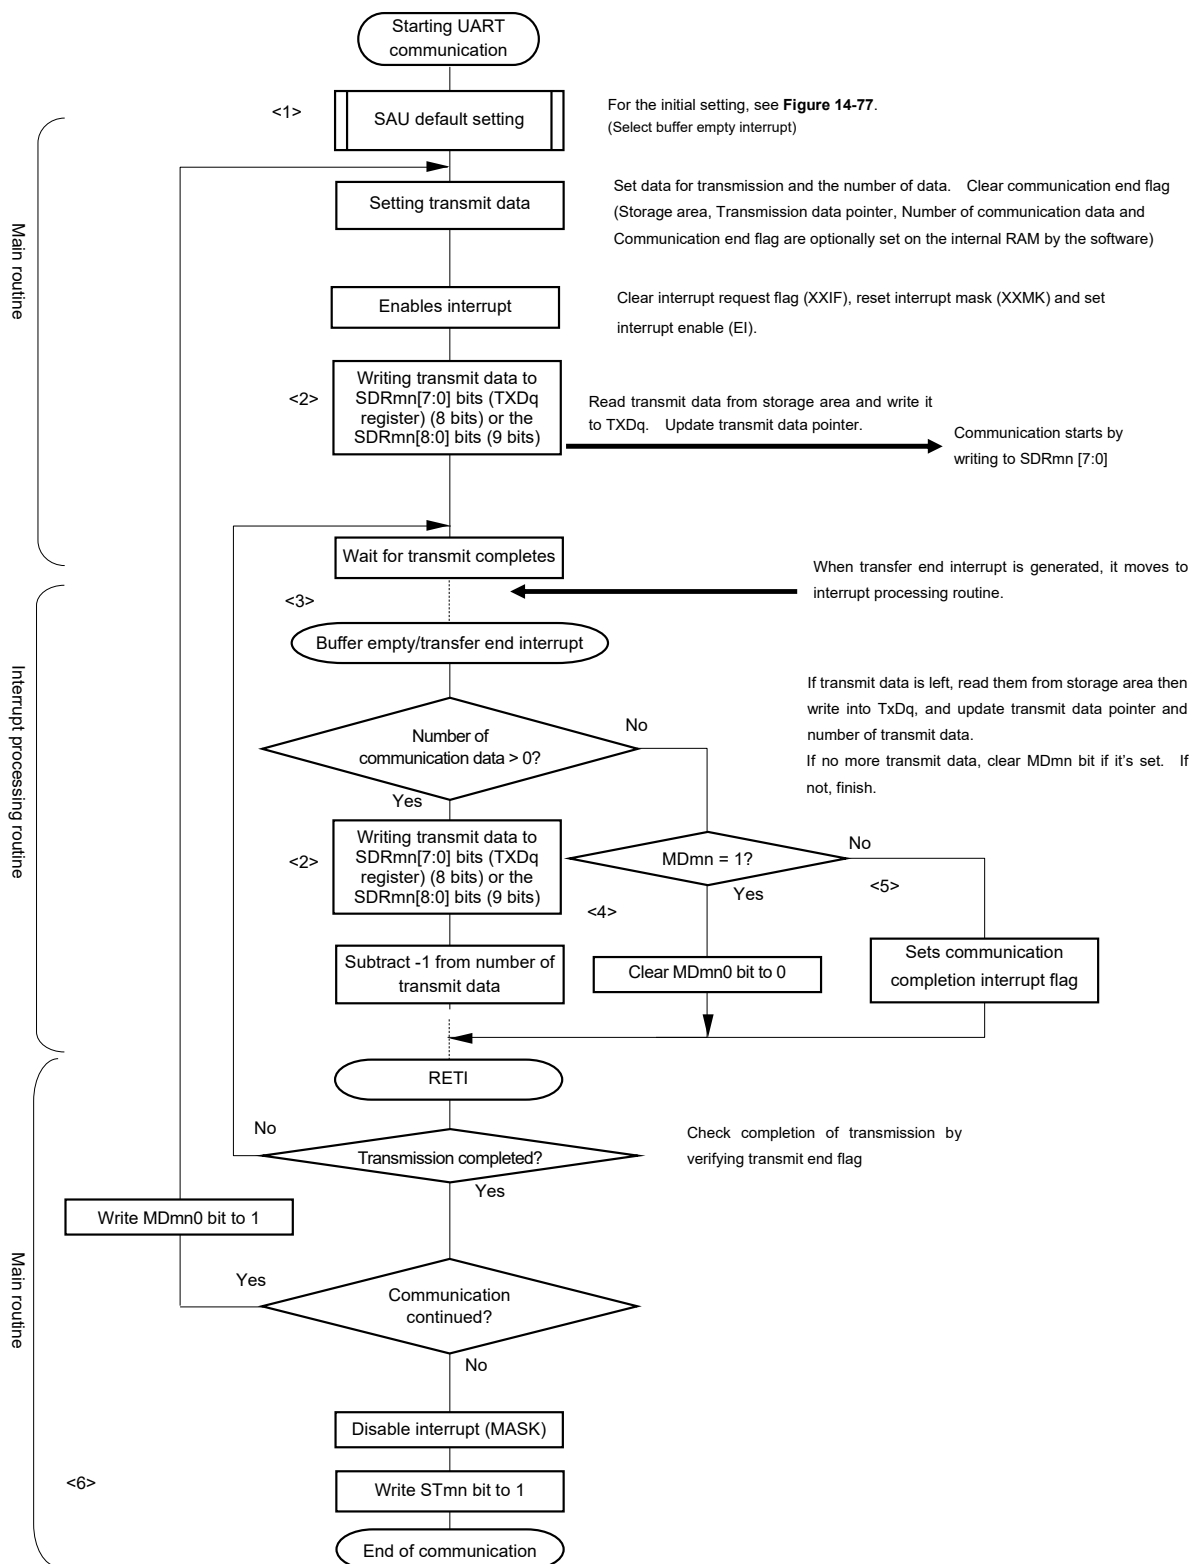 Starting UART
communication
<1>
SAU default setting
For the initial setting, see Figure 14-77.
(Select buffer empty interrupt)
Main routine
Setting transmit data
Set data for transmission and the number of data. Clear communication end flag
(Storage area, Transmission data pointer, Number of communication data and
Communication end flag are optionally set on the internal RAM by the software)
Enables interrupt
Clear interrupt request flag (XXIF), reset interrupt mask (XXMK) and set
interrupt enable (EI).
<2>
Writing transmit data to
SDRmn[7:0] bits (TXDq
register) (8 bits) or the
SDRmn[8:0] bits (9 bits)
Read transmit data from storage area and write it
to TXDq. Update transmit data pointer.
Communication starts by
writing to SDRmn [7:0]
Wait for transmit completes
When transfer end interrupt is generated, it moves to
interrupt processing routine.
<3>
Interrupt processing routine
Buffer empty/transfer end interrupt
If transmit data is left, read them from storage area then
write into TxDq, and update transmit data pointer and
number of transmit data.
If no more transmit data, clear MDmn bit if it's set. If
not, finish.
Number of
communication data > 0?
No
Yes
<2>
Writing transmit data to
SDRmn[7:0] bits (TXDq
register) (8 bits) or the
SDRmn[8:0] bits (9 bits)
MDmn = 1?
No
Yes
<4>
<5>
Subtract -1 from number of
transmit data
Clear MDmn0 bit to 0
Sets communication
completion interrupt flag
RETI
Main routine
No
Transmission completed?
Yes
Check completion of transmission by
verifying transmit end flag
Write MDmn0 bit to 1
Yes
Communication
continued?
No
Disable interrupt (MASK)
<6>
Write STmn bit to 1
End of communication